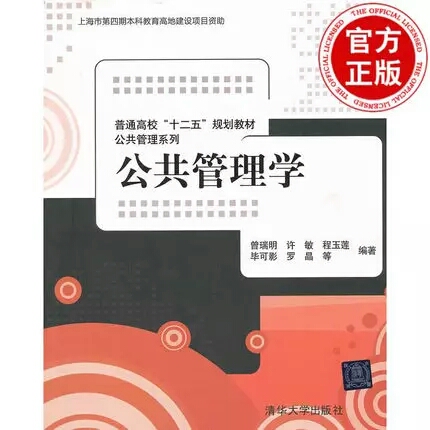 上海市第四期本科教育高地建设项目资助
官方
正版
OFFICIAL LICENSED
普通高校“十二五”规划教材
公共管理系列
公共管理学
曾瑞明 许敏 程玉莲
毕可影 罗晶 等
编著
清华大学出版社